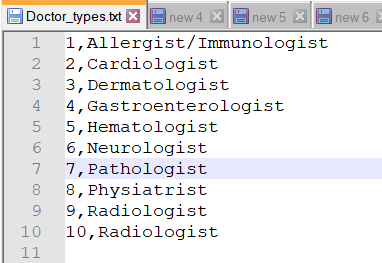 Doctor_types.txt new 4 new 5 new 6
1 1,Allergist/Immunologist
2 2,Cardiologist
3 3,Dermatologist
4 4,Gastroenterologist
5 5,Hematologist
6 6,Neurologist
7 7,Pathologist
8 8,Physiatrist
9 9,Radiologist
10 10,Radiologist
11